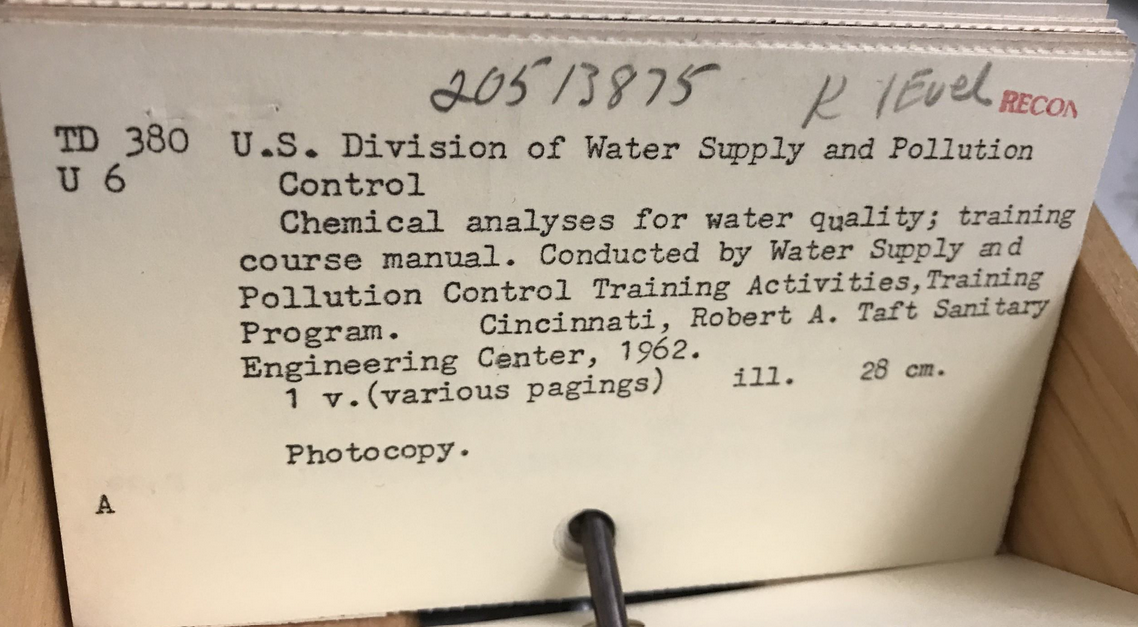 20513875 R lEvel RECON
TD 380 U.S. Division of Water Supply and Pollution
U 6 Control
Chemical analyses for water quality; training
course manual. Conducted by Water Supply and
Pollution Control Training Activities,Training
Program. Cincinnati, Robert A. Taft Sanitary
Engineering Center, 1962.
1 v.(various pagings) ill. 28 cm.
Photocopy.
A